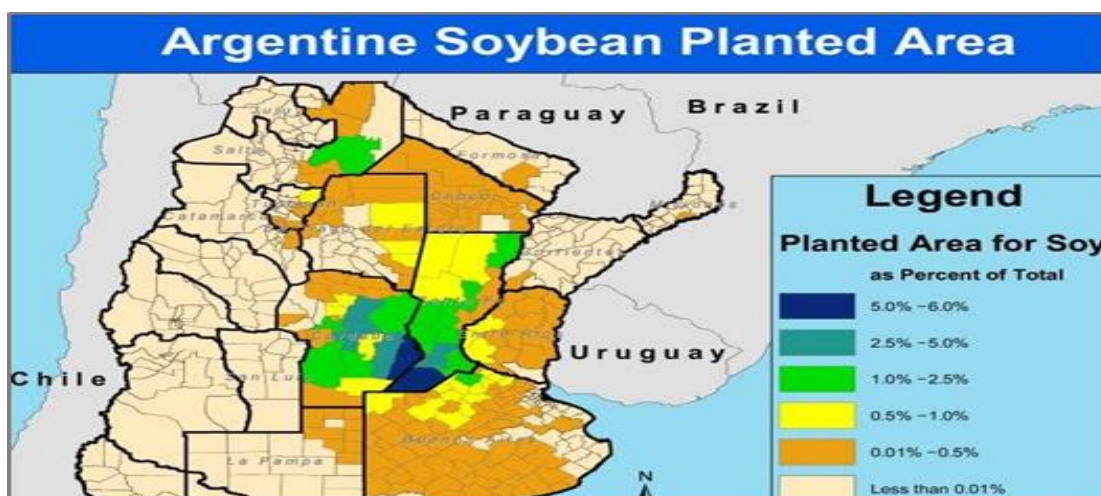 Argentine Soybean Planted Area
Paraguay
Brazil
Jujuy
Salta
Formosa
Chaco
Tucuman
Catamarca
Santiago del Estero
Misiones
Corrientes
Cordoba
Entre Rios
Uruguay
Chile
San Luis
Buenos Aires
La Pampa
N
Legend
Planted Area for Soy
as Percent of Total
5.0% -6.0%
2.5% -5.0%
1.0% -2.5%
0.5% -1.0%
0.01% -0.5%
Less than 0.01%